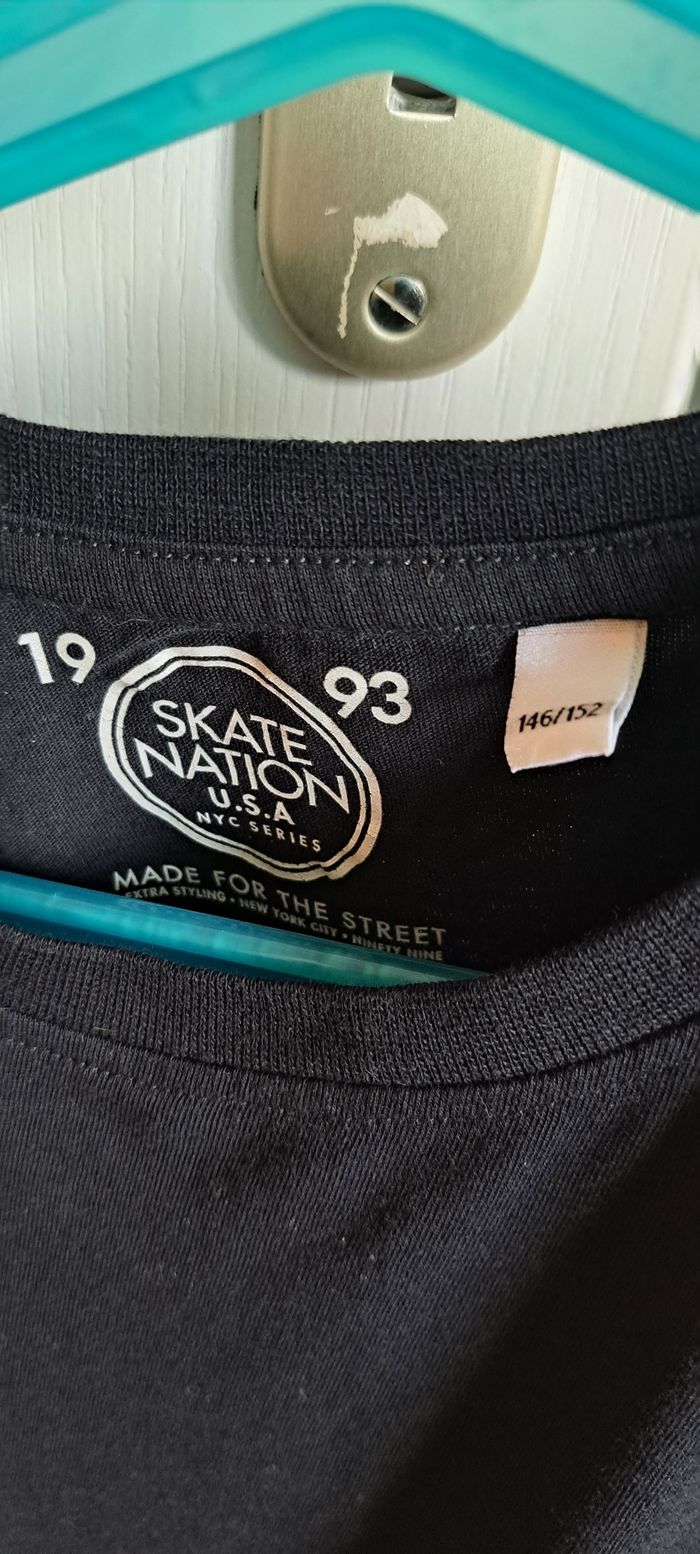 19 93
SKATE
NATION
U.S.A
NYC SERIES
MADE FOR THE STREET
EXTRA STYLING • NEW YORK CITY • NINETY NINE
146/152